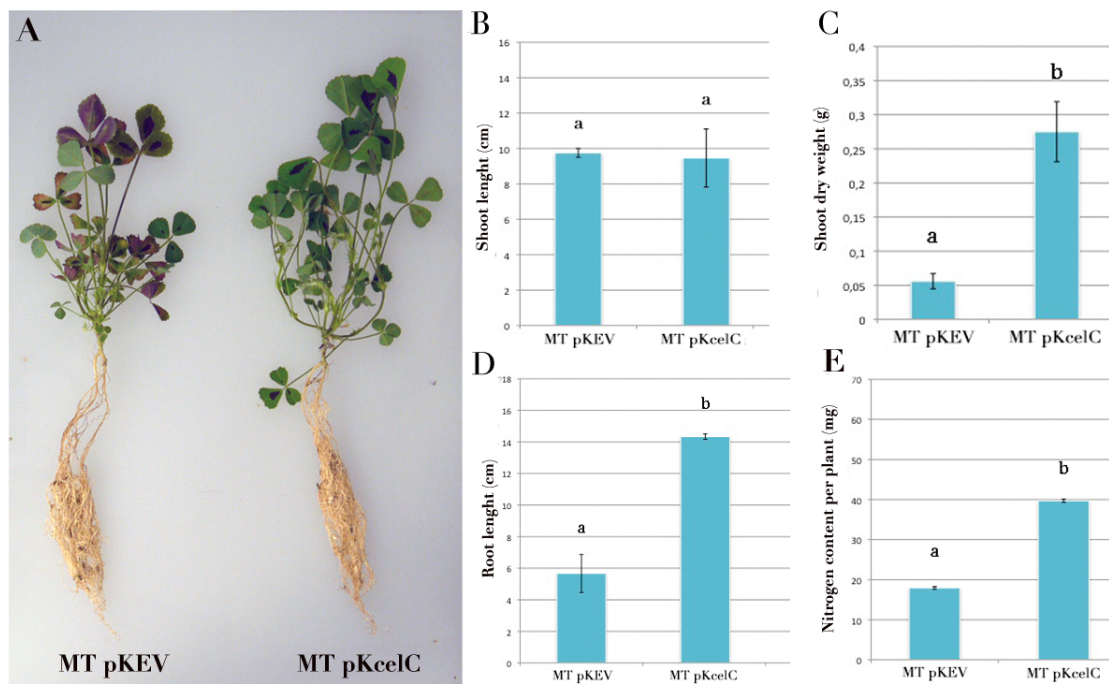 A
MT pKEV
MT pKcelC
B
Shoot lenght (cm)
16
14
12
10
8
6
4
2
0
a
a
MT pKEV
MT pKcelC
C
Shoot dry weight (g)
0,4
0,35
0,3
0,25
0,2
0,15
0,1
0,05
0
a
b
MT pKEV
MT pKcelC
D
Root lenght (cm)
18
16
14
12
10
8
6
4
2
0
a
b
MT pKEV
MT pKcelC
E
Nitrogen content per plant (mg)
70
60
50
40
30
20
10
0
a
b
MT pKEV
MT pKcelC